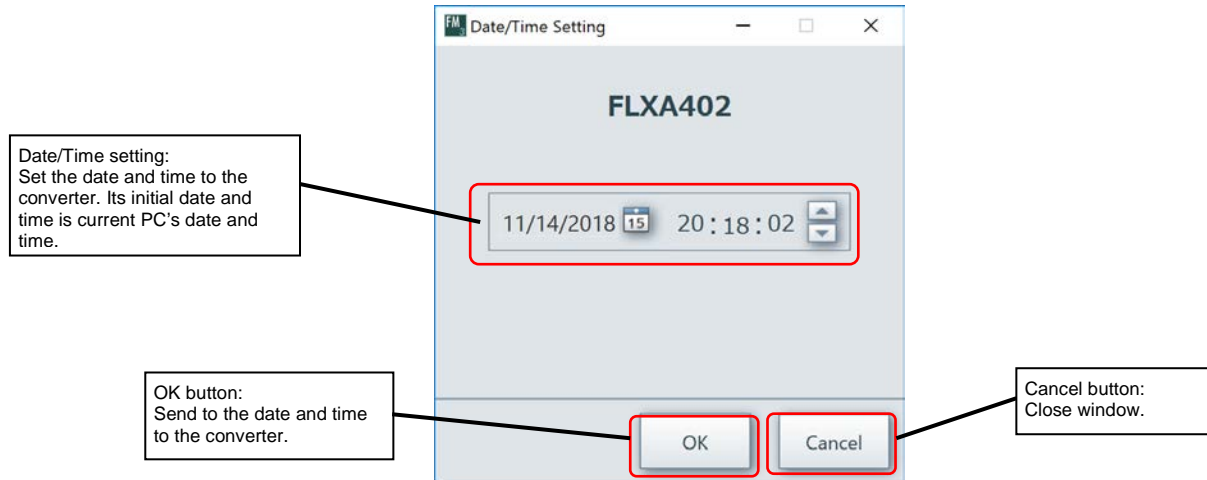 FM3 Date/Time Setting
FLXA402
Date/Time setting:
Set the date and time to the
converter. Its initial date and
time is current PC’s date and
time.
11/14/2018 15 20:18:02
OK button:
Send to the date and time
to the converter.
Cancel button:
Close window.
OK Cancel